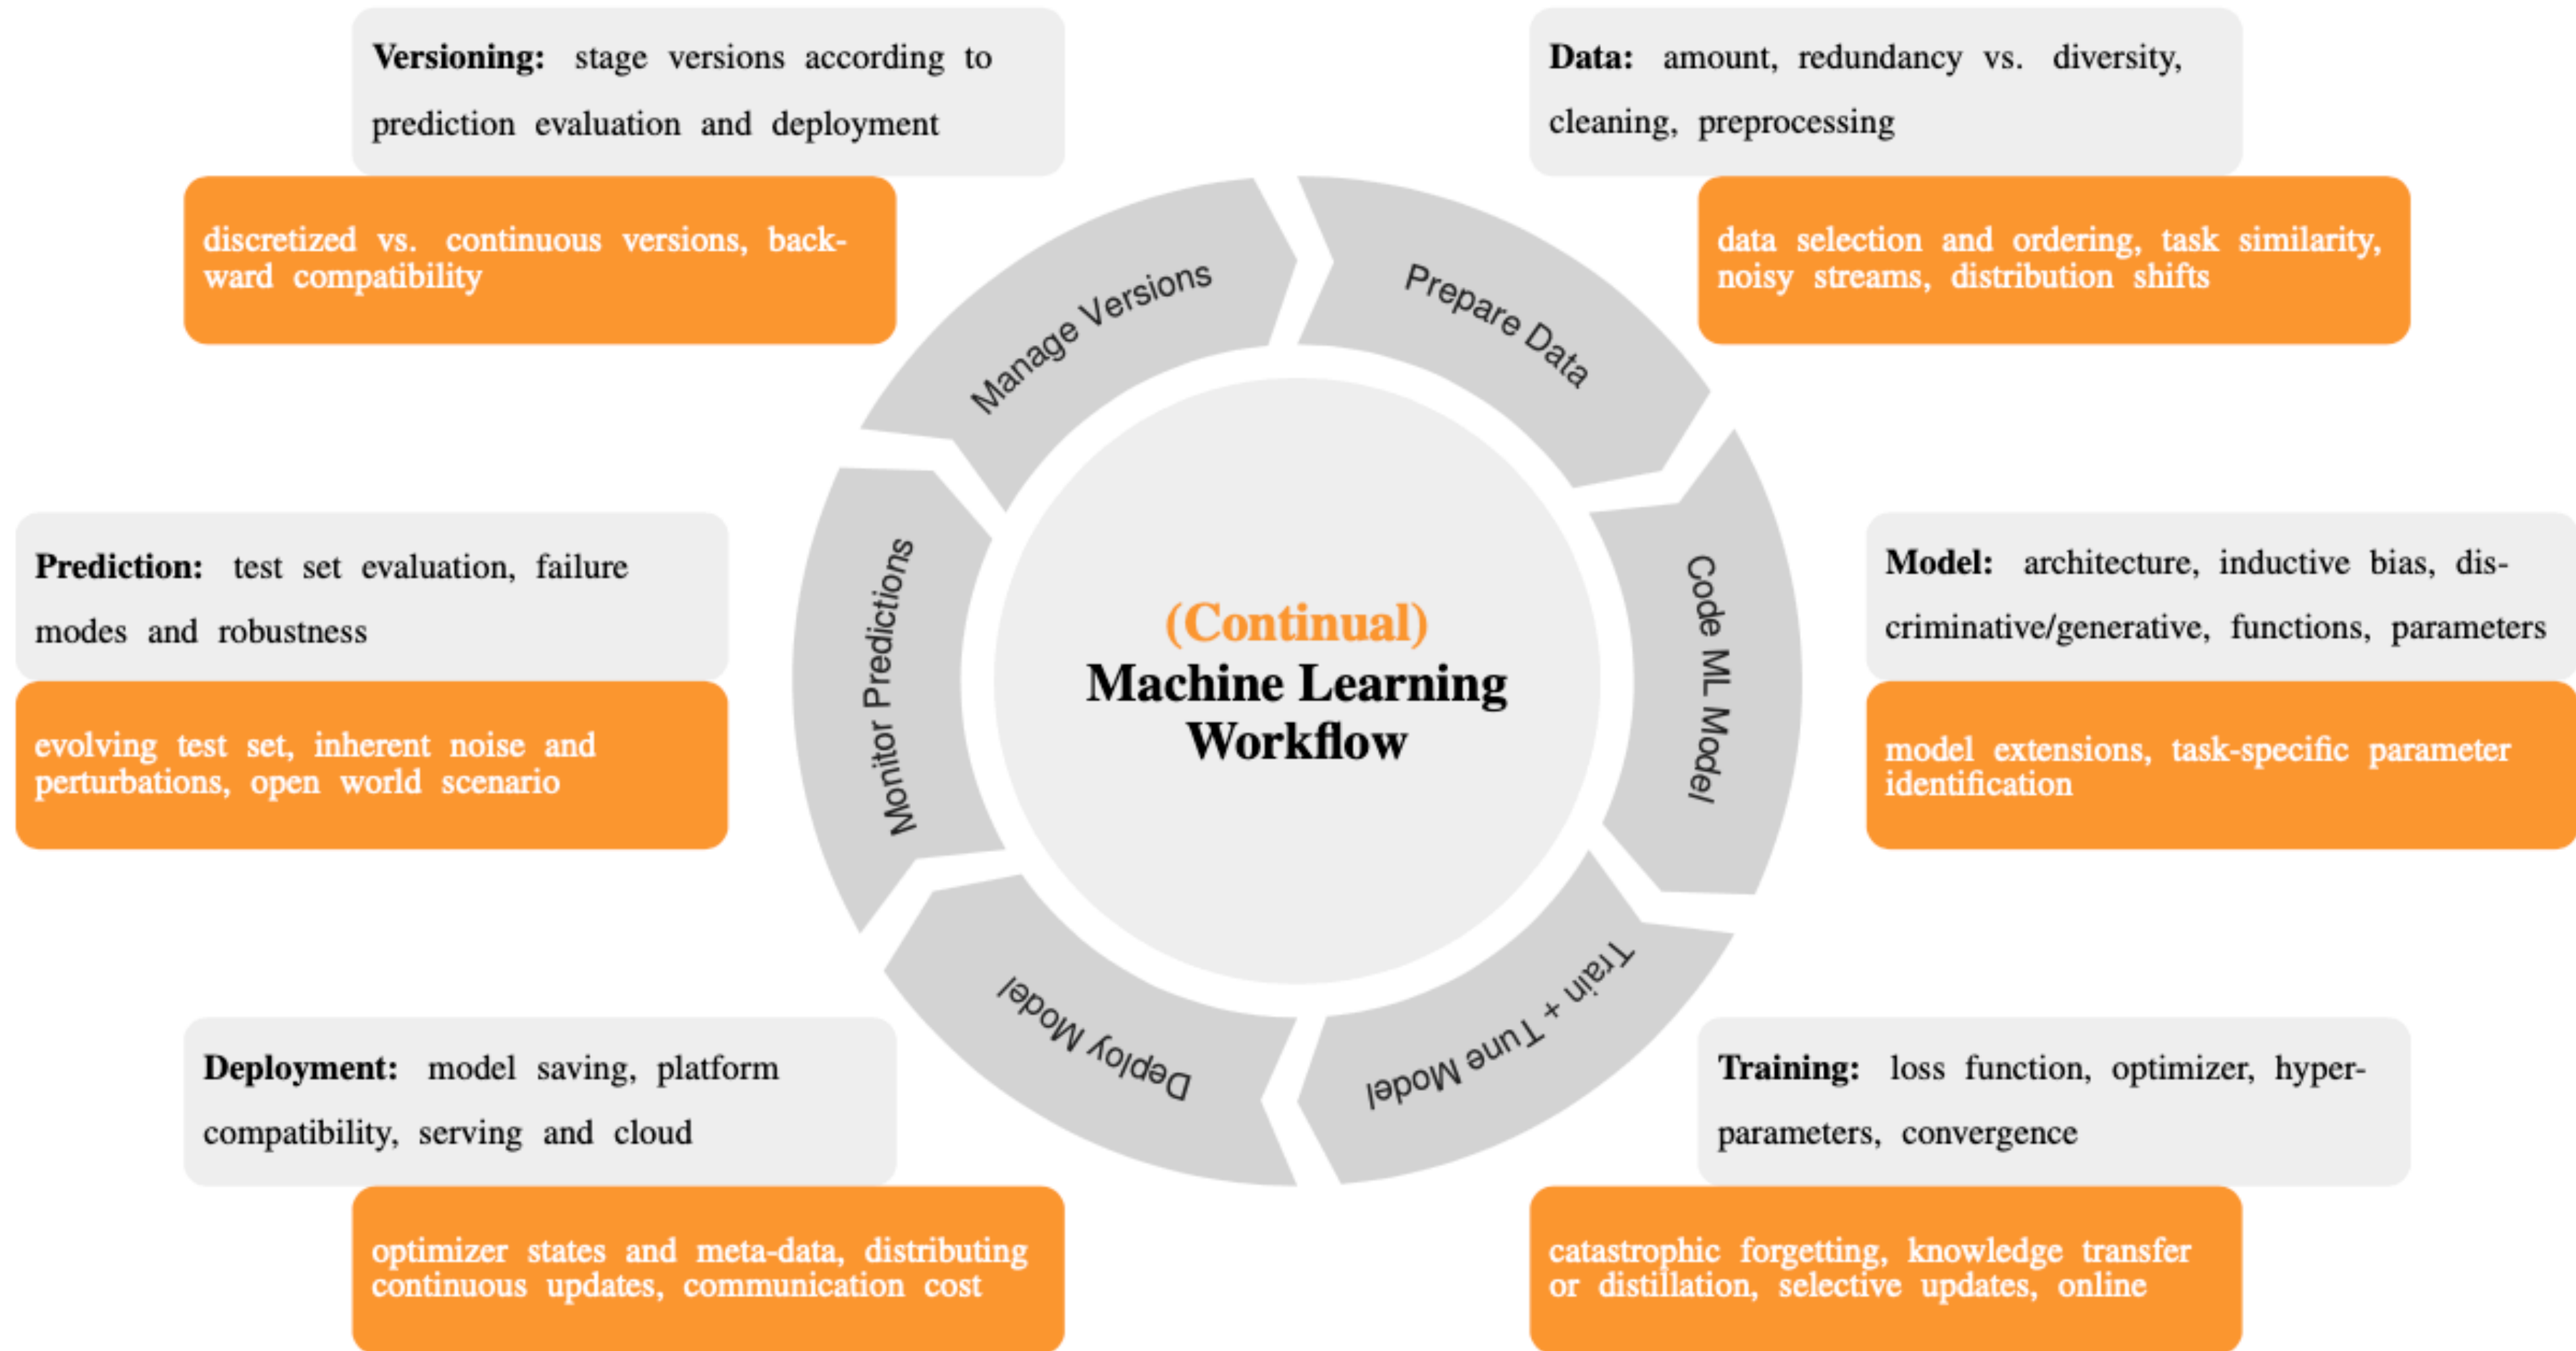 Versioning: stage versions according to
prediction evaluation and deployment
discretized vs. continuous versions, back-
ward compatibility
Data: amount, redundancy vs. diversity,
cleaning, preprocessing
data selection and ordering, task similarity,
noisy streams, distribution shifts
Manage Versions
Prepare Data
Prediction: test set evaluation, failure
modes and robustness
evolving test set, inherent noise and
perturbations, open world scenario
Monitor Predictions
(Continual)
Machine Learning
Workflow
Code ML Model
Model: architecture, inductive bias, dis-
criminative/generative, functions, parameters
model extensions, task-specific parameter
identification
Deploy Model
Train + Tune Model
Deployment: model saving, platform
compatibility, serving and cloud
optimizer states and meta-data, distributing
continuous updates, communication cost
Training: loss function, optimizer, hyper-
parameters, convergence
catastrophic forgetting, knowledge transfer
or distillation, selective updates, online